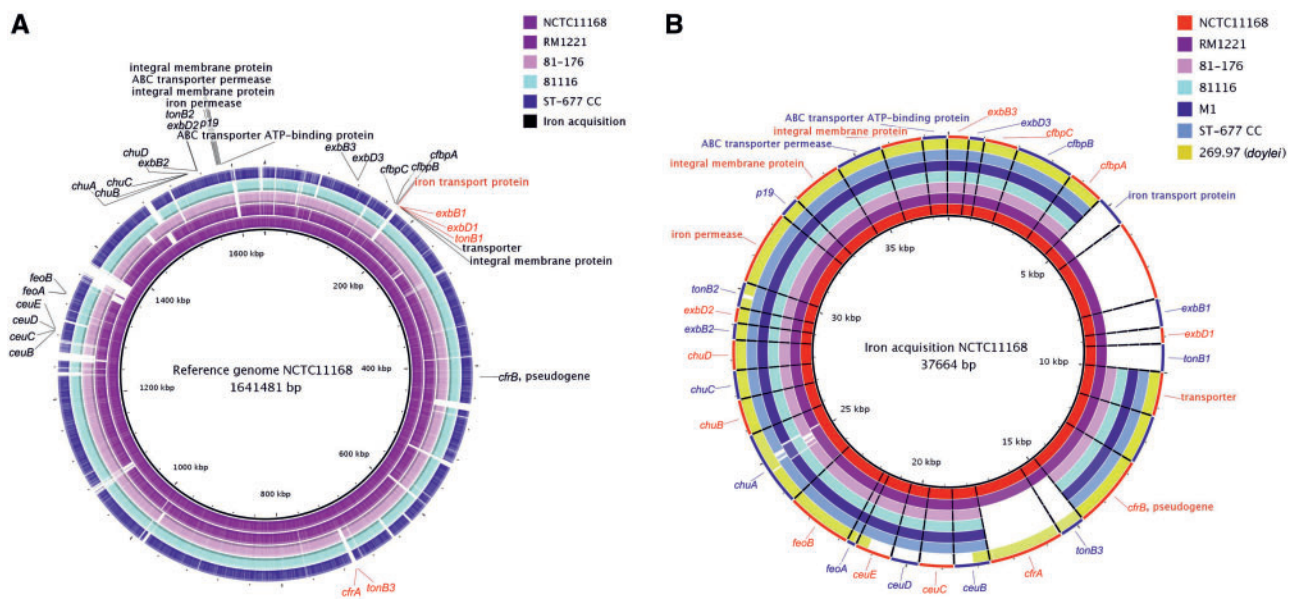 A
NCTC11168
RM1221
81-176
81116
ST-677 CC
Iron acquisition
integral membrane protein
ABC transporter permease
integral membrane protein
iron permease
tonB2
exbD2
p19
ABC transporter ATP-binding protein
chuD
exbB2
chuC
chuA
chuB
exbB3
exbD3
cfbpC
cfbpA
cfbpB
iron transport protein
exbB1
exbD1
tonB1
transporter
integral membrane protein
feoB
feoA
ceuE
ceuD
ceuC
ceuB
cfrB, pseudogene
cfrA
tonB3
1600 kbp
200 kbp
1400 kbp
400 kbp
1200 kbp
600 kbp
1000 kbp
800 kbp
Reference genome NCTC11168
1641481 bp
B
NCTC11168
RM1221
81-176
81116
M1
ST-677 CC
269.97 (doylei)
ABC transporter ATP-binding protein
integral membrane protein
ABC transporter permease
integral membrane protein
p19
iron permease
tonB2
exbD2
exbB2
chuD
chuC
chuB
chuA
feoB
feoA
ceuE
ceuD
ceuC
ceuB
cfrA
tonB3
cfrB, pseudogene
transporter
tonB1
exbD1
exbB1
iron transport protein
cfbpA
cfbpB
cfbpC
exbD3
exbB3
35 kbp
5 kbp
30 kbp
10 kbp
25 kbp
15 kbp
20 kbp
Iron acquisition NCTC11168
37664 bp